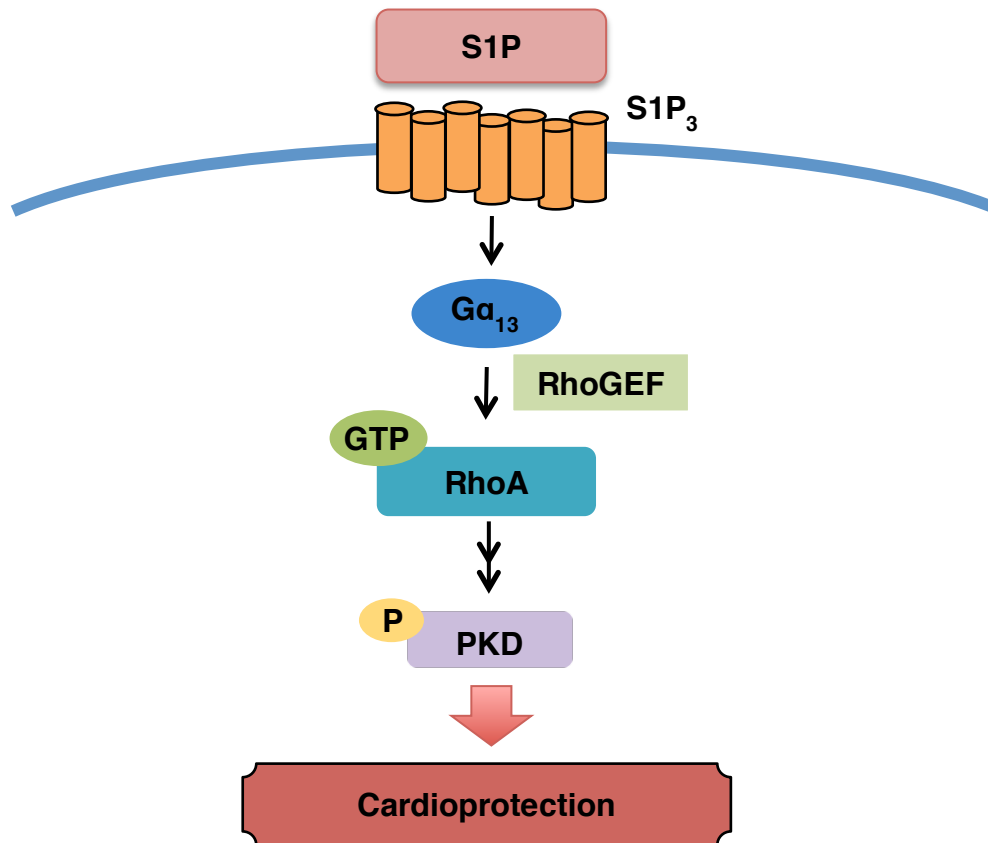 S1P
S1P₃
Gα₁₃
RhoGEF
GTP
RhoA
P
PKD
Cardioprotection